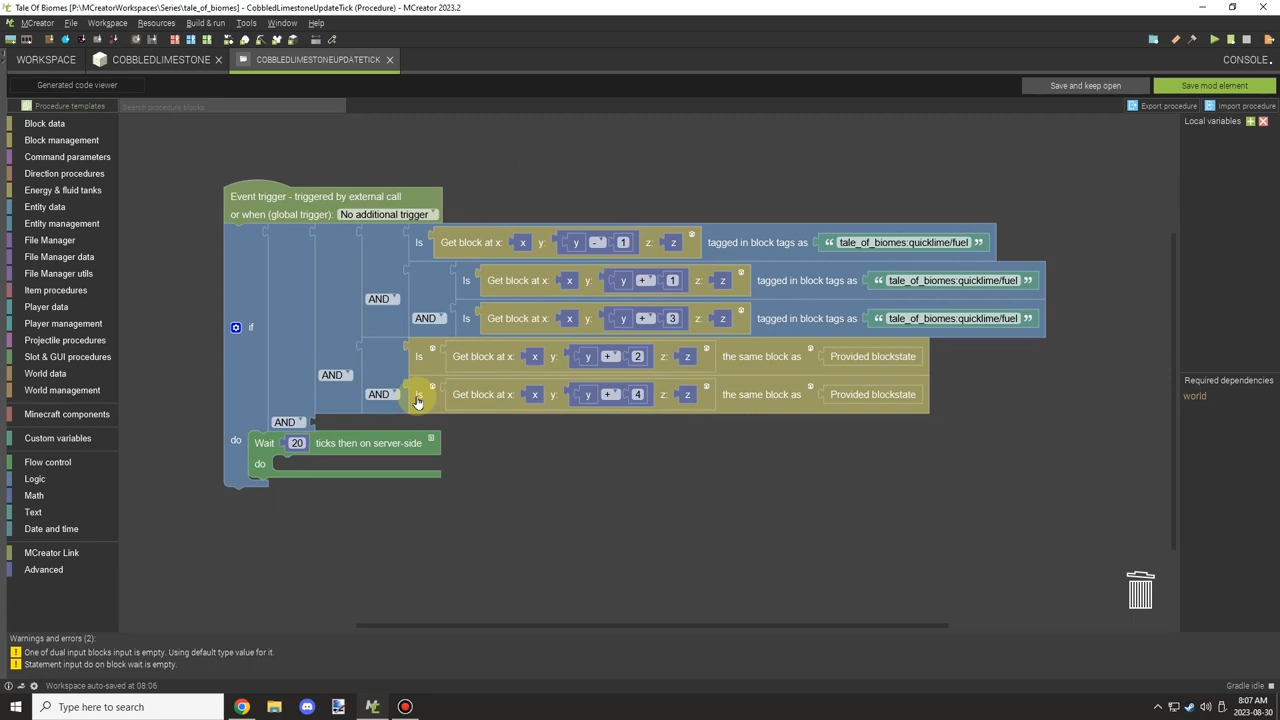 Tale Of Biomes [P:\MCreatorWorkspaces\Series\tale_of_biomes] - CobbledLimestoneUpdateTick (Procedure) - MCreator 2023.2
MCreator File Workspace Resources Build & run Tools Window Help
WORKSPACE COBBLEDLIMESTONE COBBLEDLIMESTONEUPDATETICK CONSOLE
Generated code viewer Save and keep open Save mod element
Procedure templates Search procedure blocks Export procedure Import procedure
Block data
Block management
Command parameters
Direction procedures
Energy & fluid tanks
Entity data
Entity management
File Manager
File Manager data
File Manager utils
Item procedures
Player data
Player management
Projectile procedures
Slot & GUI procedures
World data
World management
Minecraft components
Custom variables
Flow control
Logic
Math
Text
Date and time
MCreator Link
Advanced
Local variables
Event trigger - triggered by external call
or when (global trigger): No additional trigger
Is Get block at x: x y: y - 1 z: z tagged in block tags as “ tale_of_biomes:quicklime/fuel ”
Is Get block at x: x y: y + 1 z: z tagged in block tags as “ tale_of_biomes:quicklime/fuel ”
AND
AND Is Get block at x: x y: y + 3 z: z tagged in block tags as “ tale_of_biomes:quicklime/fuel ”
if
Is Get block at x: x y: y + 2 z: z the same block as Provided blockstate
AND
AND Is Get block at x: x y: y + 4 z: z the same block as Provided blockstate
AND
do Wait 20 ticks then on server-side
do
Required dependencies
world
Warnings and errors (2):
One of dual input blocks input is empty. Using default type value for it.
Statement input do on block wait is empty.
Workspace auto-saved at 08:06 Gradle idle
Type here to search
8:07 AM
2023-08-30